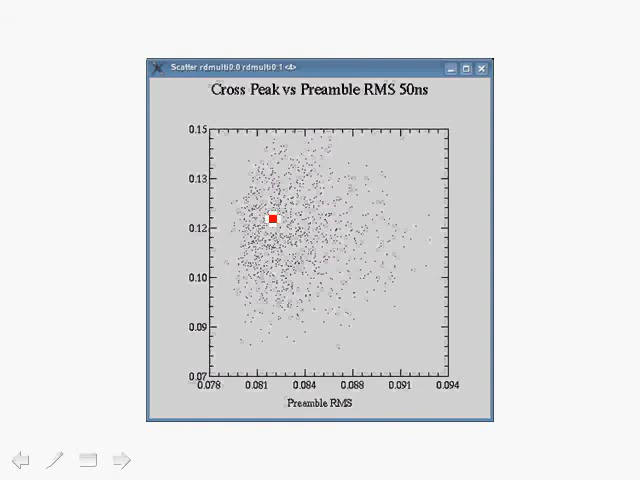 Scatter rdmulti0:0 rdmulti0:1 <4>
Cross Peak vs Preamble RMS 50ns
0.15
0.13
0.12
0.10
0.09
0.07
0.078 0.081 0.084 0.088 0.091 0.094
Preamble RMS